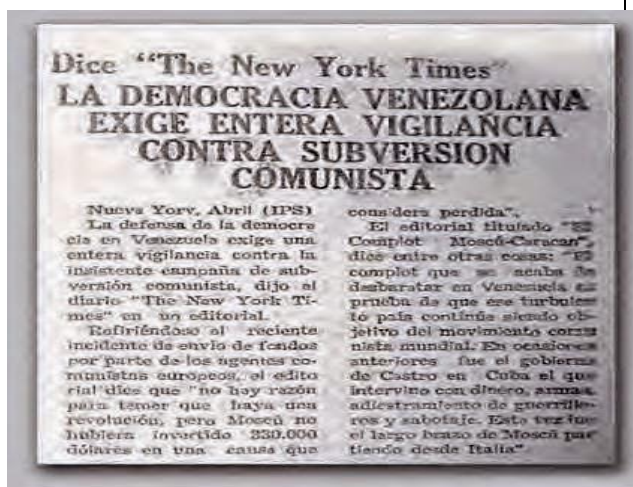 Dice "The New York Times"
LA DEMOCRACIA VENEZOLANA
EXIGE ENTERA VIGILANCIA
CONTRA SUBVERSION
COMUNISTA
Nueva Yorv, Abril (IPS)
La defensa de la democra
cia en Venezuela exige una
entera vigilancia contra la
insistente campaña de sub-
versión comunista, dijo el
diario "The New York Ti-
mes" en un editorial.
Refiriéndose al reciente
incidente de envío de fondos
por parte de los agentes co-
munistas europeos, el edito
rial dice que "no hay razón
para temer que haya una
revolución, pero Moscú no
hubiera invertido 330.000
dólares en una causa que
considera perdida".
El editorial titulado "El
Complot Moscú-Caracas",
dice entre otras cosas: "El
complot que se acaba de
desbaratar en Venezuela es
prueba de que ese turbulen
to país continúa siendo ob-
jetivo del movimiento comu
nista mundial. En ocasiones
anteriores fue el gobierno
de Castro en Cuba el que
intervino con dinero, armas
adiestramiento de guerrille-
ros y sabotaje. Esta vez fue
el largo brazo de Moscú par
tiendo desde Italia"